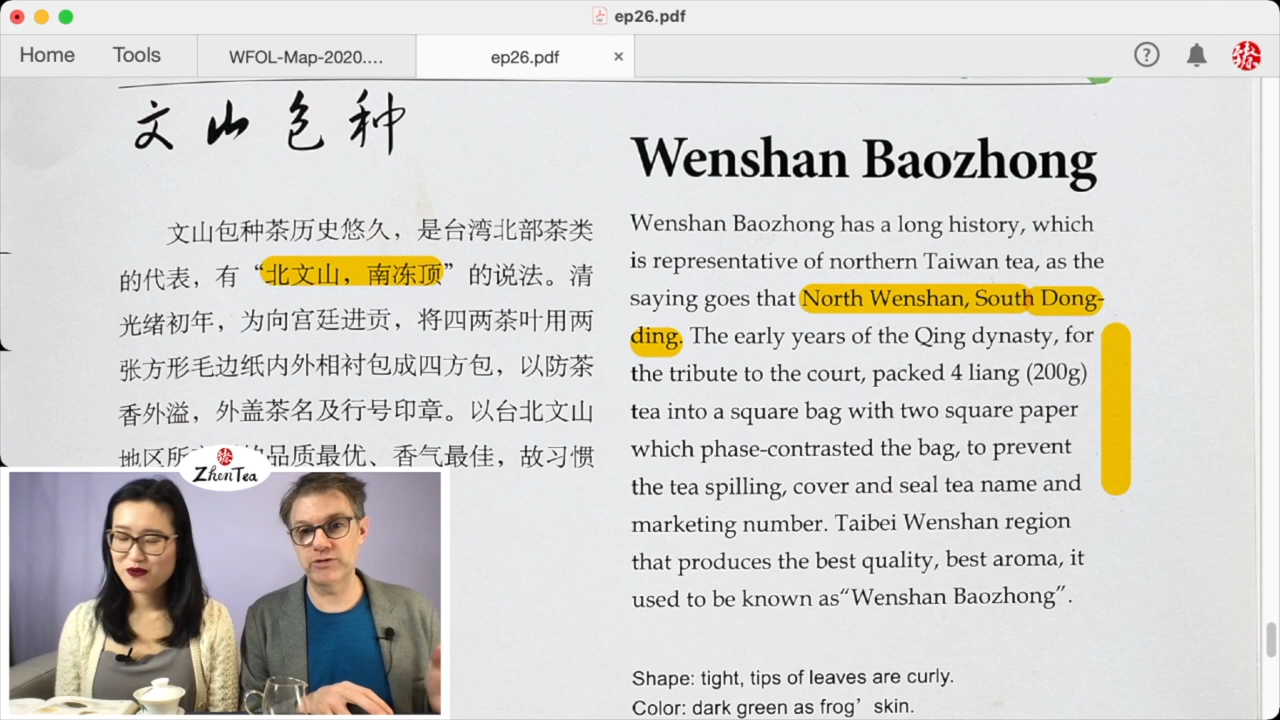 ep26.pdf
Home
Tools
WFOL-Map-2020....
ep26.pdf
文山包种
文山包种茶历史悠久，是台湾北部茶类
的代表，有“北文山，南冻顶”的说法。清
光绪初年，为向宫廷进贡，将四两茶叶用两
张方形毛边纸内外相衬包成四方包，以防茶
香外溢，外盖茶名及行号印章。以台北文山
地区所品质最优、香气最佳，故习惯
Wenshan Baozhong
Wenshan Baozhong has a long history, which
is representative of northern Taiwan tea, as the
saying goes that North Wenshan, South Dong-
ding. The early years of the Qing dynasty, for
the tribute to the court, packed 4 liang (200g)
tea into a square bag with two square paper
which phase-contrasted the bag, to prevent
the tea spilling, cover and seal tea name and
marketing number. Taibei Wenshan region
that produces the best quality, best aroma, it
used to be known as“Wenshan Baozhong”.
Shape: tight, tips of leaves are curly.
Color: dark green as frog’ skin.
ZhenTea